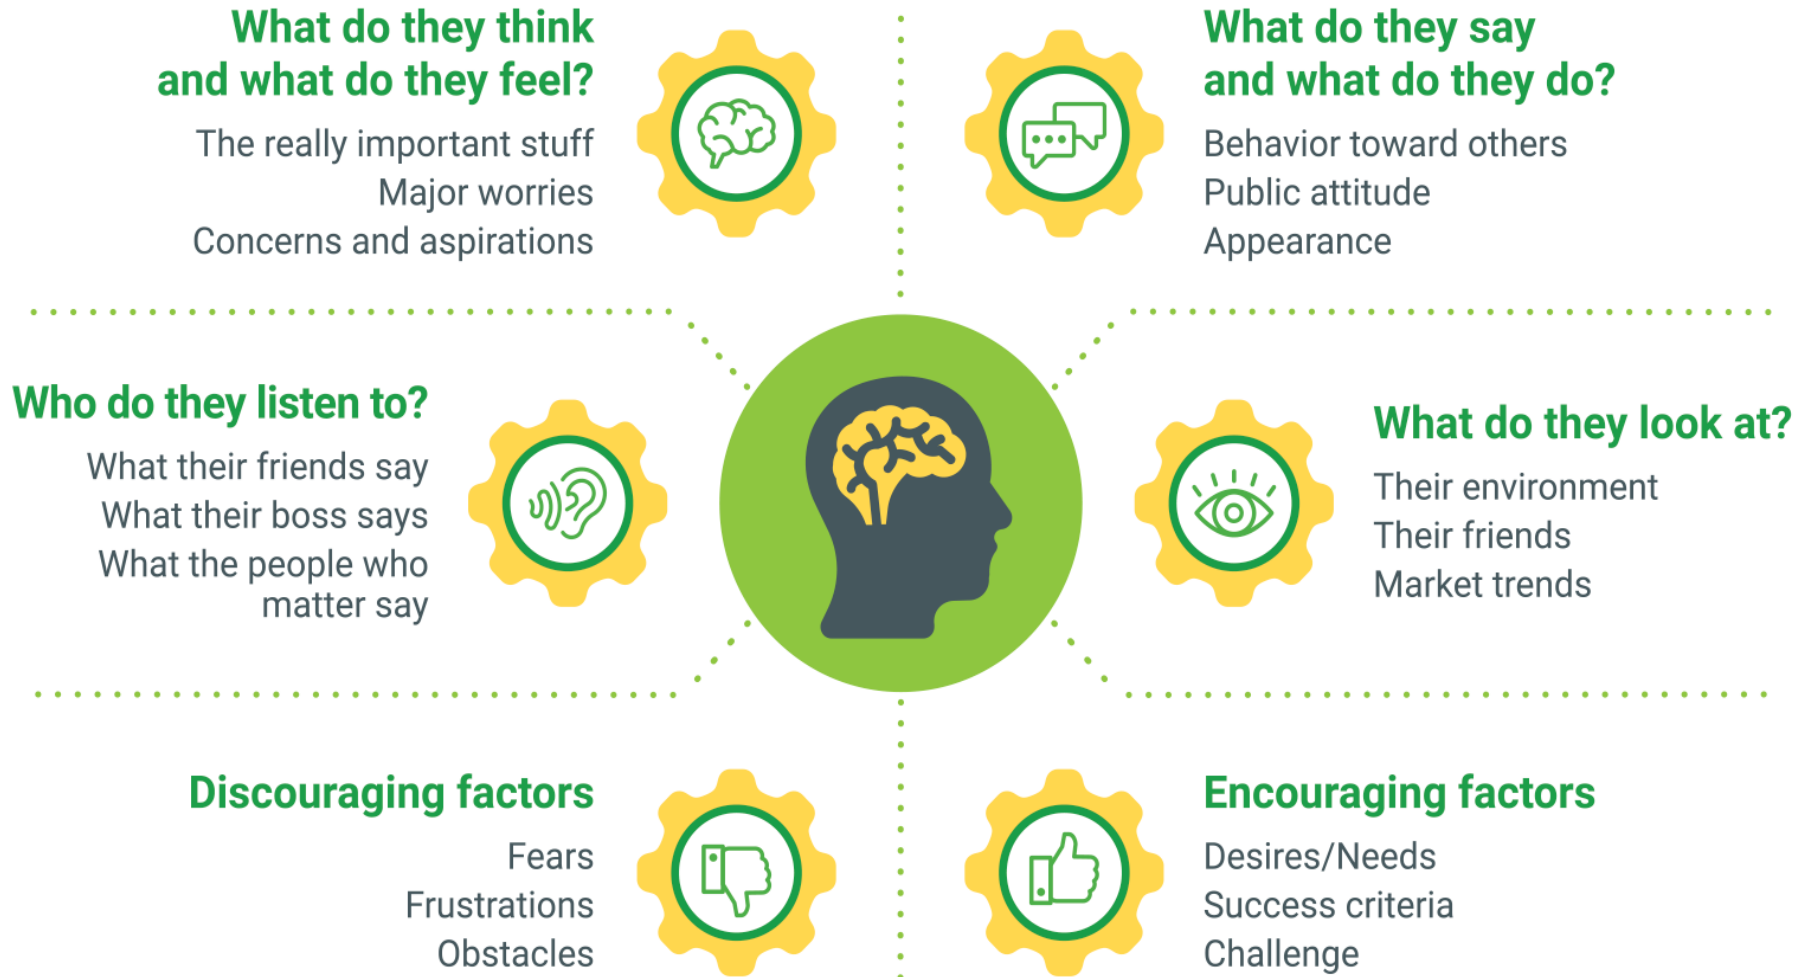 What do they think
and what do they feel?
The really important stuff
Major worries
Concerns and aspirations
What do they say
and what do they do?
Behavior toward others
Public attitude
Appearance
Who do they listen to?
What their friends say
What their boss says
What the people who
matter say
What do they look at?
Their environment
Their friends
Market trends
Discouraging factors
Fears
Frustrations
Obstacles
Encouraging factors
Desires/Needs
Success criteria
Challenge